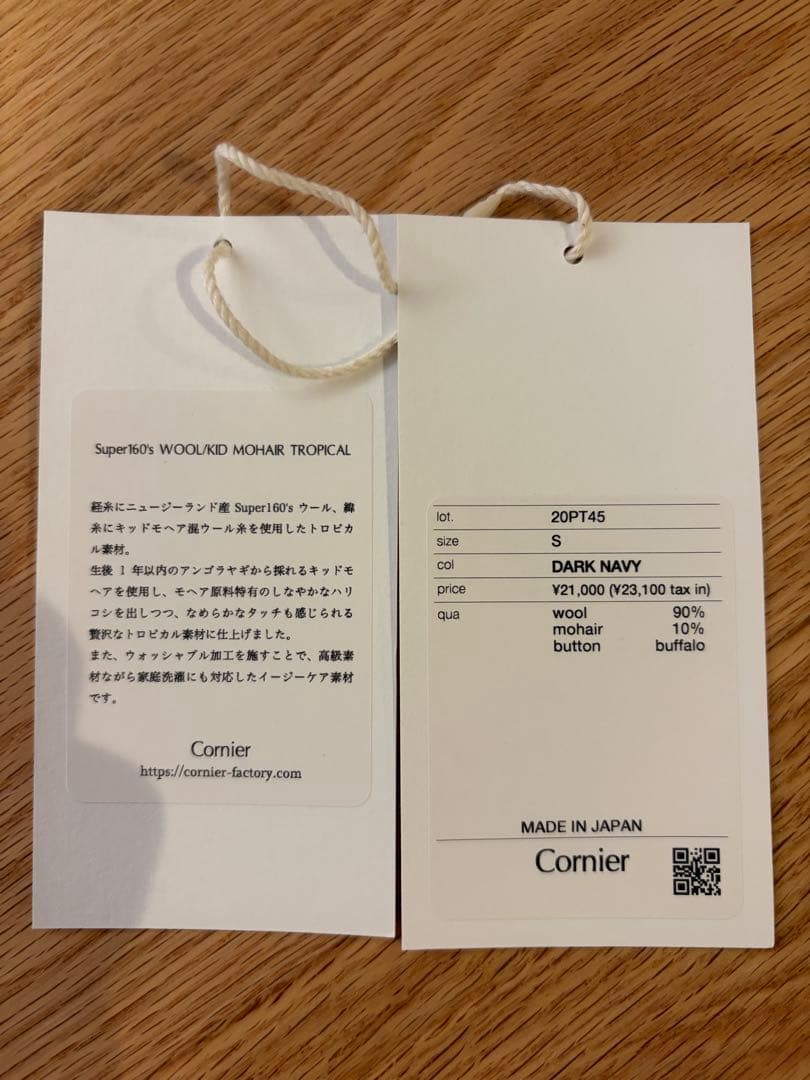 Super160's WOOL/KID MOHAIR TROPICAL
経糸にニュージーランド産 Super160's ウール、緯
糸にキッドモヘア混ウール糸を使用したトロピカ
ル素材。
生後 1 年以内のアンゴラヤギから採れるキッドモ
ヘアを使用し、モヘア原料特有のしなやかなハリ
コシを出しつつ、なめらかなタッチも感じられる
贅沢なトロピカル素材に仕上げました。
また、ウォッシャブル加工を施すことで、高級素
材ながら家庭洗濯にも対応したイージーケア素材
です。
Cornier
https://cornier-factory.com
lot. 20PT45
size S
col DARK NAVY
price ¥21,000 (¥23,100 tax in)
qua wool 90%
mohair 10%
button buffalo
MADE IN JAPAN
Cornier